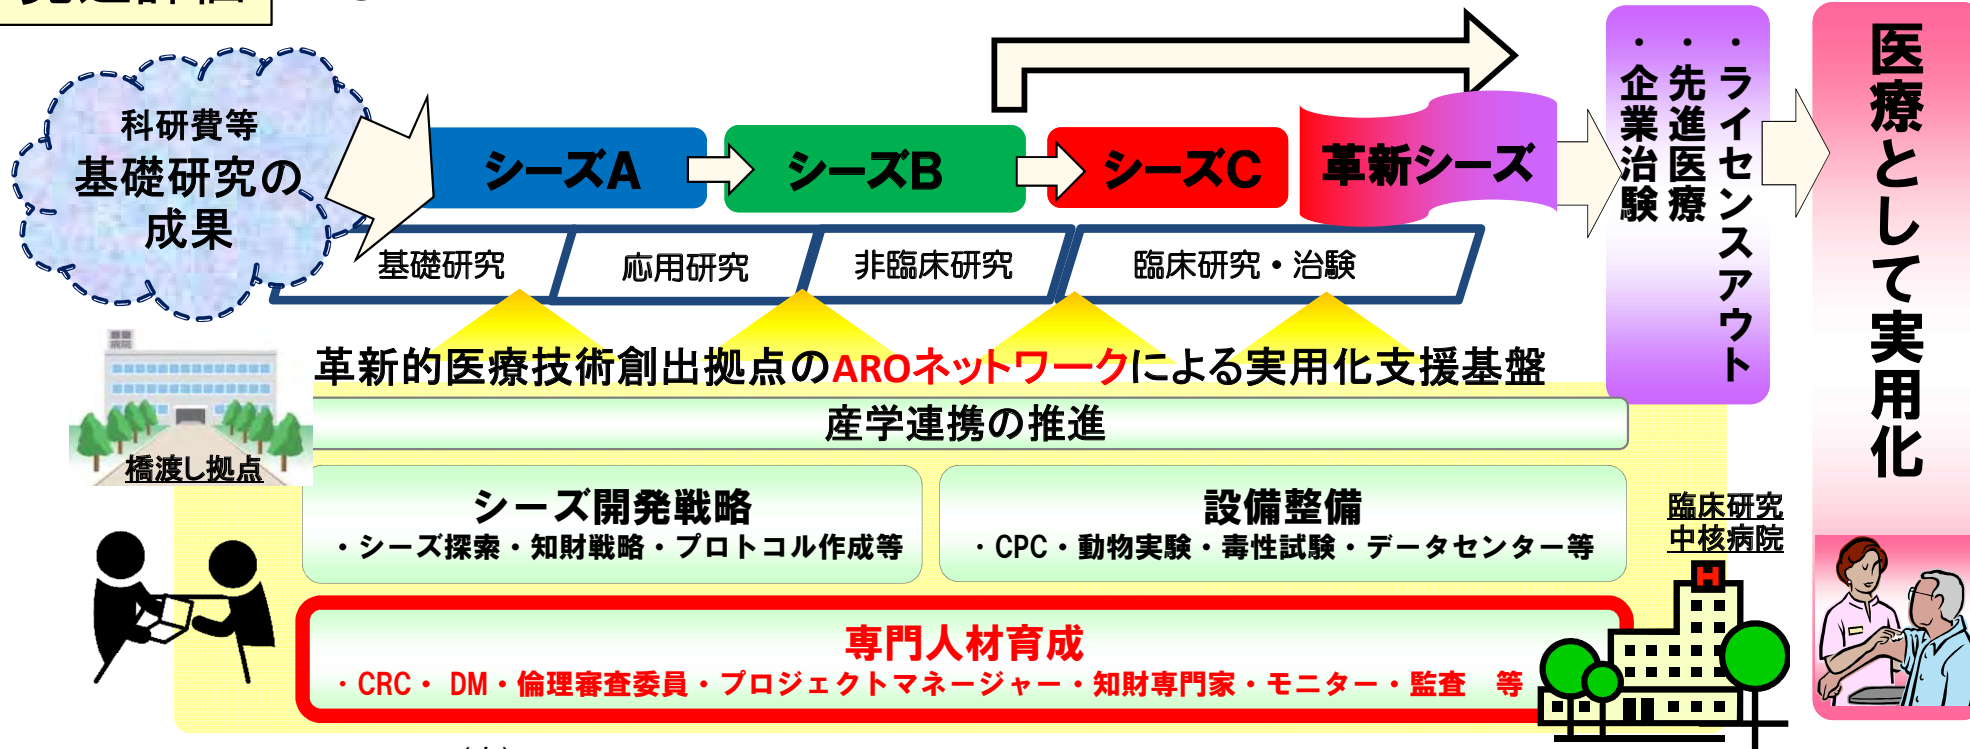 科研費等
基礎研究の
成果
シーズA
シーズB
シーズC
革新シーズ
・ライセンスアウト
・先進医療
・企業治験
医療として実用化
基礎研究
応用研究
非臨床研究
臨床研究・治験
革新的医療技術創出拠点のAROネットワークによる実用化支援基盤
産学連携の推進
橋渡し拠点
シーズ開発戦略
・シーズ探索・知財戦略・プロトコル作成等
設備整備
・CPC・動物実験・毒性試験・データセンター等
臨床研究
中核病院
H
専門人材育成
・CRC・ DM・倫理審査委員・プロジェクトマネージャー・知財専門家・モニター・監査　等